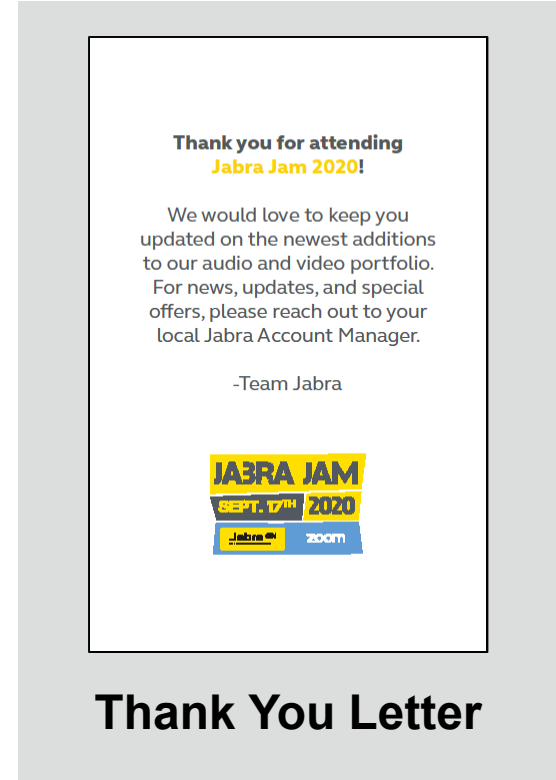 Thank you for attending
Jabra Jam 2020!
We would love to keep you
updated on the newest additions
to our audio and video portfolio.
For news, updates, and special
offers, please reach out to your
local Jabra Account Manager.
-Team Jabra
JABRA JAM
SEPT. 17TH 2020
Jabra GN zoom
Thank You Letter